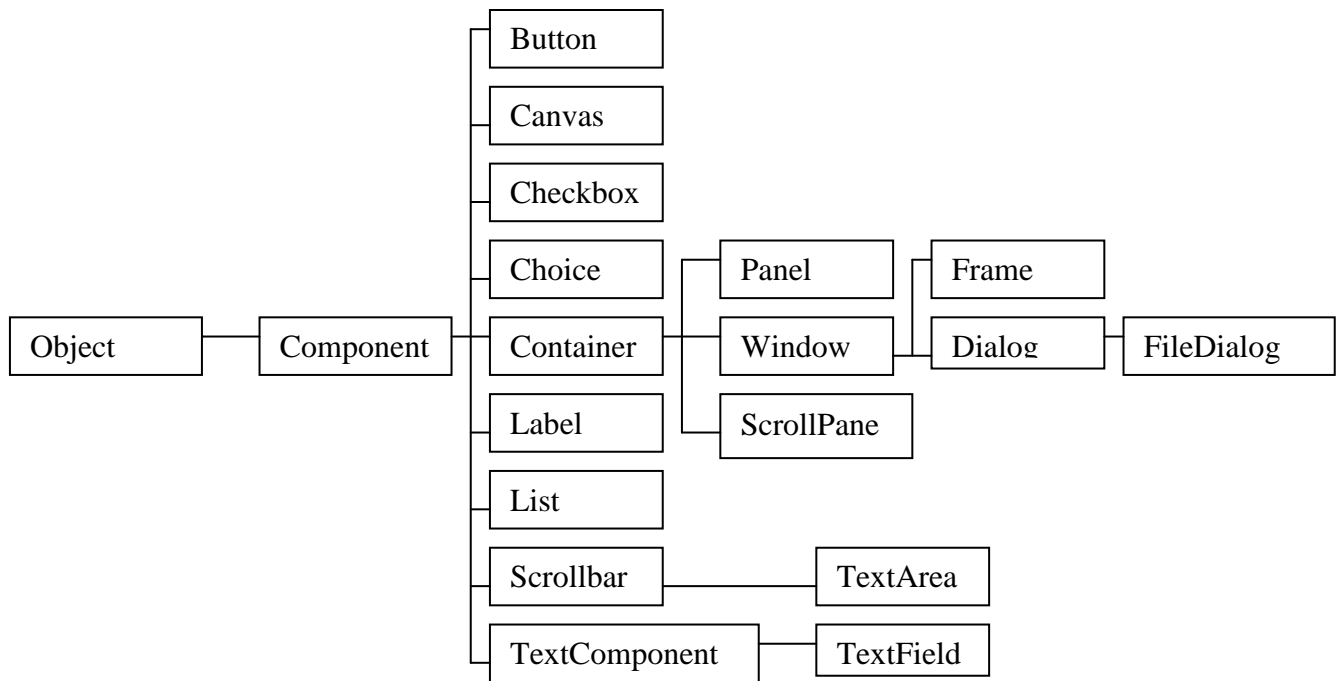 Button
Canvas
Checkbox
Choice
Panel
Frame
Object
Component
Container
Window
Dialog
FileDialog
Label
ScrollPane
List
Scrollbar
TextArea
TextComponent
TextField